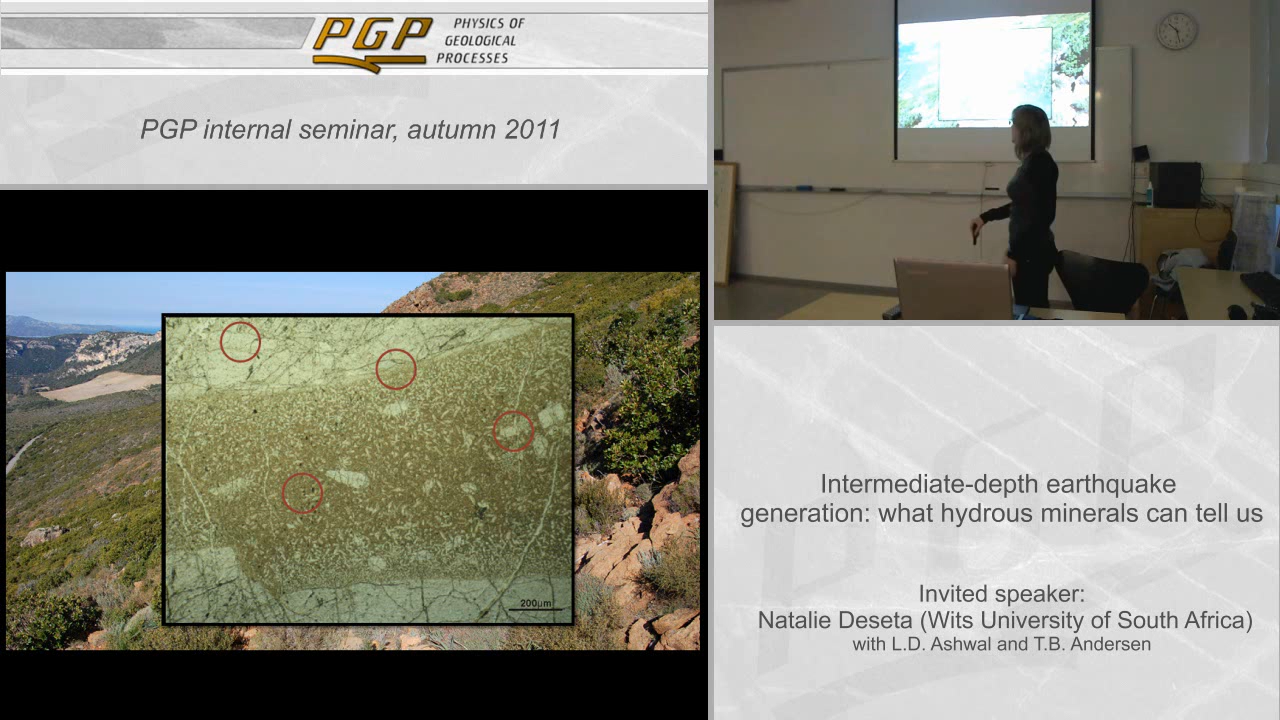 PGP
PHYSICS OF
GEOLOGICAL
PROCESSES
PGP internal seminar, autumn 2011
200µm
Intermediate-depth earthquake
generation: what hydrous minerals can tell us
Invited speaker:
Natalie Deseta (Wits University of South Africa)
with L.D. Ashwal and T.B. Andersen